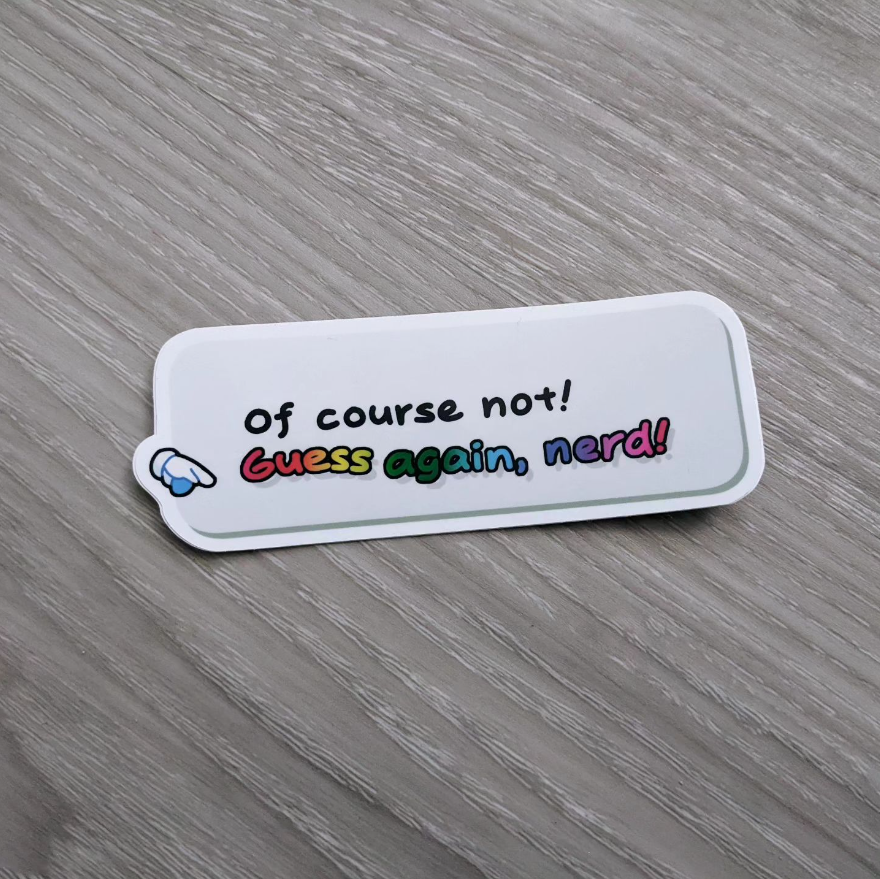 Of course not!
Guess again, nerd!